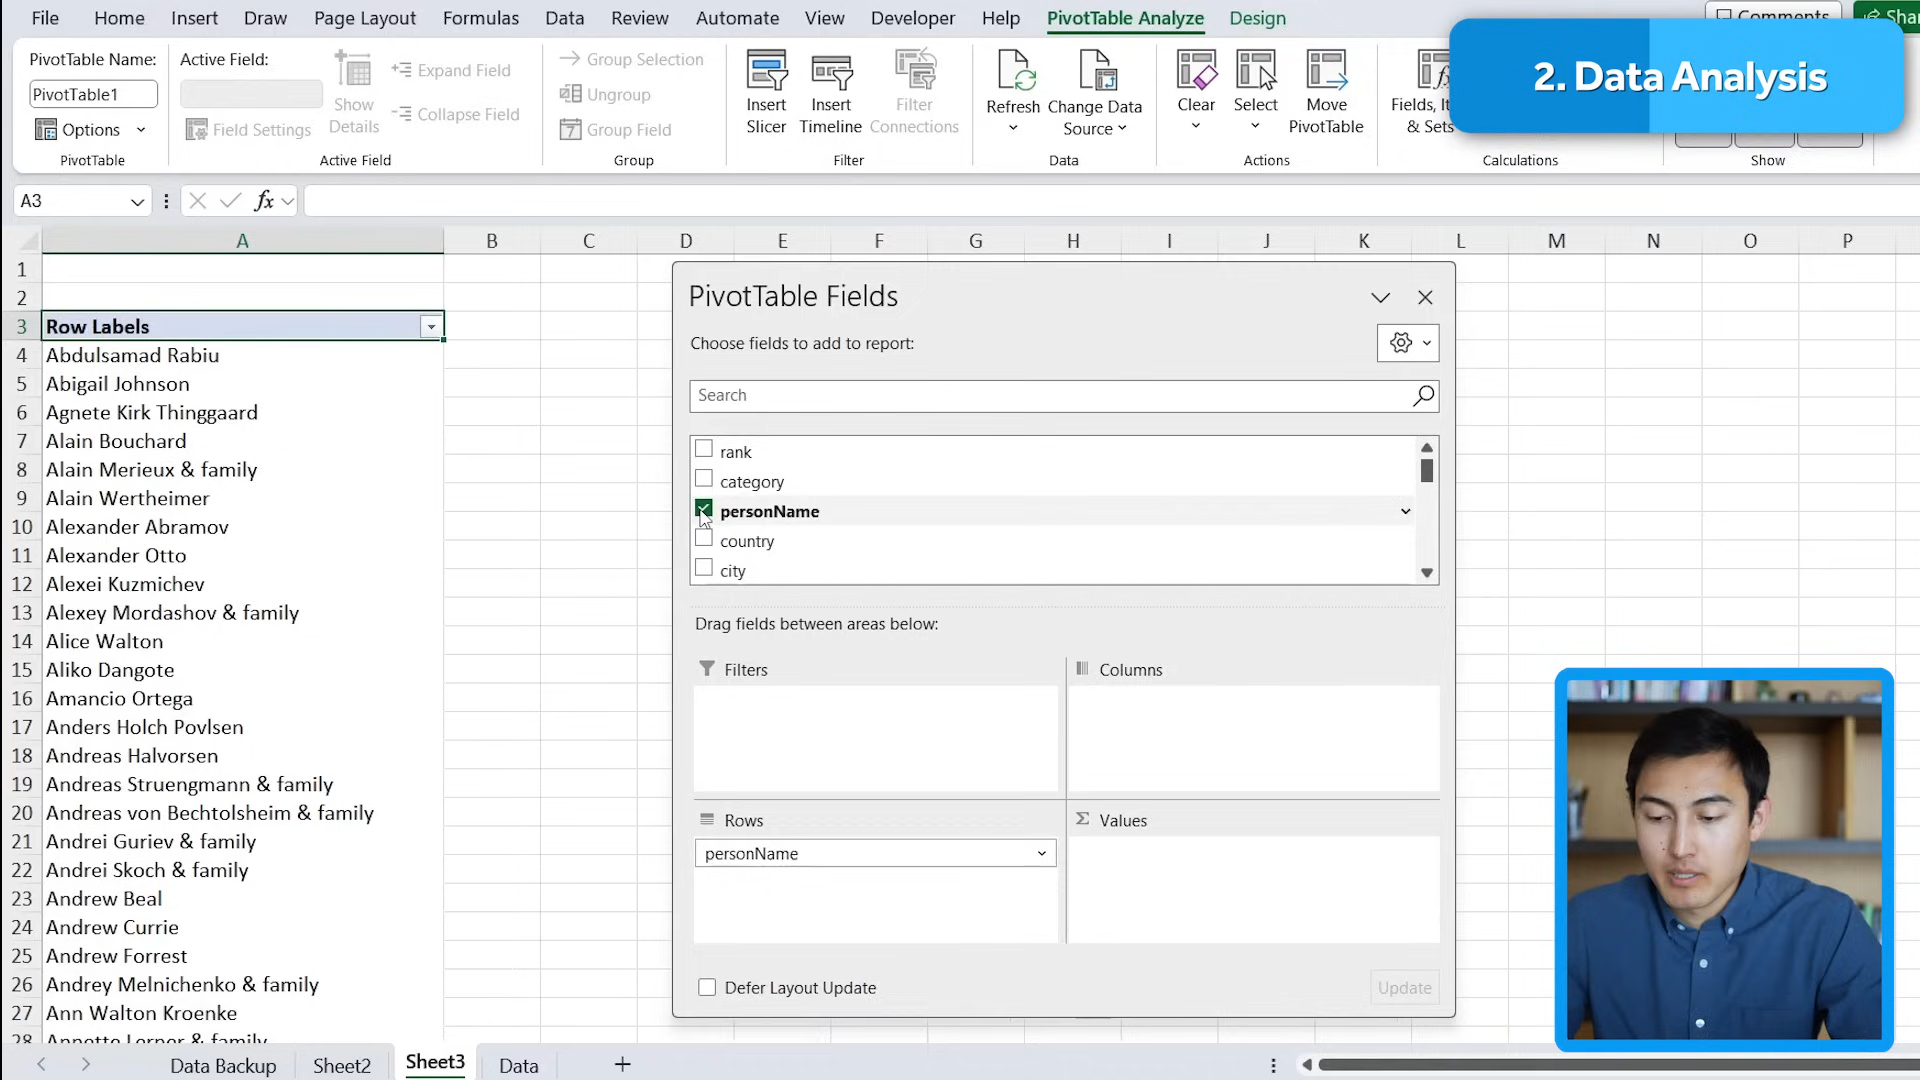 File Home Insert Draw Page Layout Formulas Data Review Automate View Developer Help PivotTable Analyze Design Comments
PivotTable Name:
PivotTable1
Options
PivotTable
Active Field:
Field Settings
Show Details
Expand Field
Collapse Field
Active Field
Group Selection
Ungroup
Group Field
Group
Insert Slicer
Insert Timeline
Filter Connections
Filter
Refresh
Change Data Source
Data
Clear
Select
Move PivotTable
Actions
Fields, It
& Sets
Calculations
Show
2. Data Analysis
A3 fx
A B C D E F G H I J K L M N O P
1
2
3 Row Labels
4 Abdulsamad Rabiu
5 Abigail Johnson
6 Agnete Kirk Thinggaard
7 Alain Bouchard
8 Alain Merieux & family
9 Alain Wertheimer
10 Alexander Abramov
11 Alexander Otto
12 Alexei Kuzmichev
13 Alexey Mordashov & family
14 Alice Walton
15 Aliko Dangote
16 Amancio Ortega
17 Anders Holch Povlsen
18 Andreas Halvorsen
19 Andreas Struengmann & family
20 Andreas von Bechtolsheim & family
21 Andrei Guriev & family
22 Andrei Skoch & family
23 Andrew Beal
24 Andrew Currie
25 Andrew Forrest
26 Andrey Melnichenko & family
27 Ann Walton Kroenke
28 Annette Lerner & family
PivotTable Fields
Choose fields to add to report:
Search
rank
category
personName
country
city
Drag fields between areas below:
Filters
Columns
Rows
personName
Values
Defer Layout Update
Update
Data Backup Sheet2 Sheet3 Data